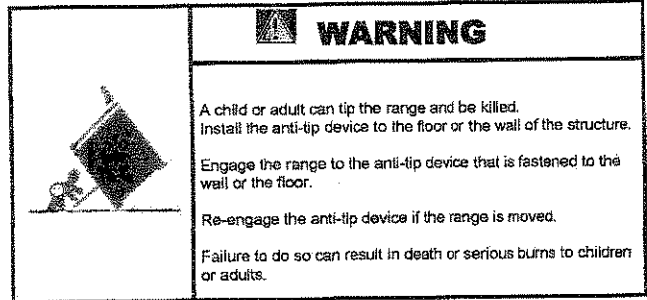 WARNING
A child or adult can tip the range and be killed.
Install the anti-tip device to the floor or the wall of the structure.
Engage the range to the anti-tip device that is fastened to the
wall or the floor.
Re-engage the anti-tip device if the range is moved.
Failure to do so can result in death or serious burns to children
or adults.